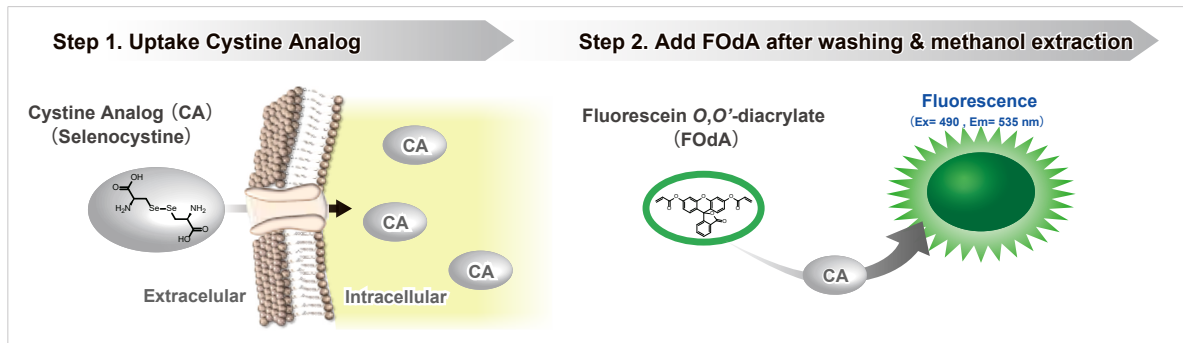 Step 1. Uptake Cystine Analog
Step 2. Add FOdA after washing & methanol extraction
Cystine Analog (CA)
(Selenocystine)
O
OH
H₂N
Se
Se
NH₂
O
HO
CA
CA
CA
Extracelular
Intracellular
Fluorescein O,O'-diacrylate
(FOdA)
O
O
O
O
O
O
O
CA
Fluorescence
(Ex= 490 , Em= 535 nm)